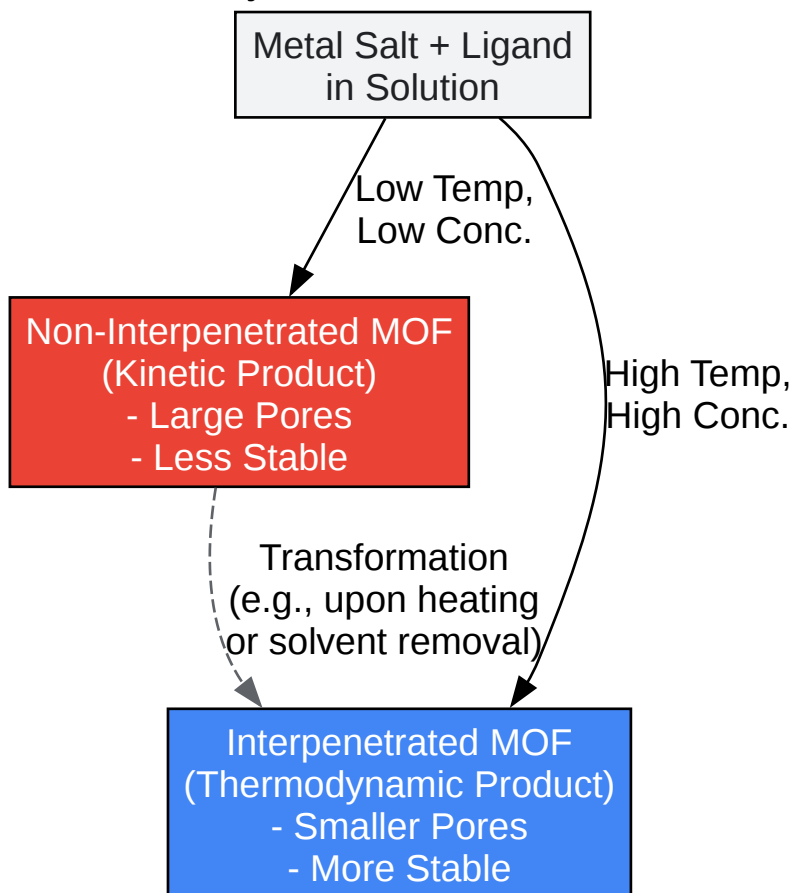 Metal Salt + Ligand
in Solution
Low Temp,
Low Conc.
Non-Interpenetrated MOF
(Kinetic Product)
- Large Pores
- Less Stable
High Temp,
High Conc.
Transformation
(e.g., upon heating
or solvent removal)
Interpenetrated MOF
(Thermodynamic Product)
- Smaller Pores
- More Stable